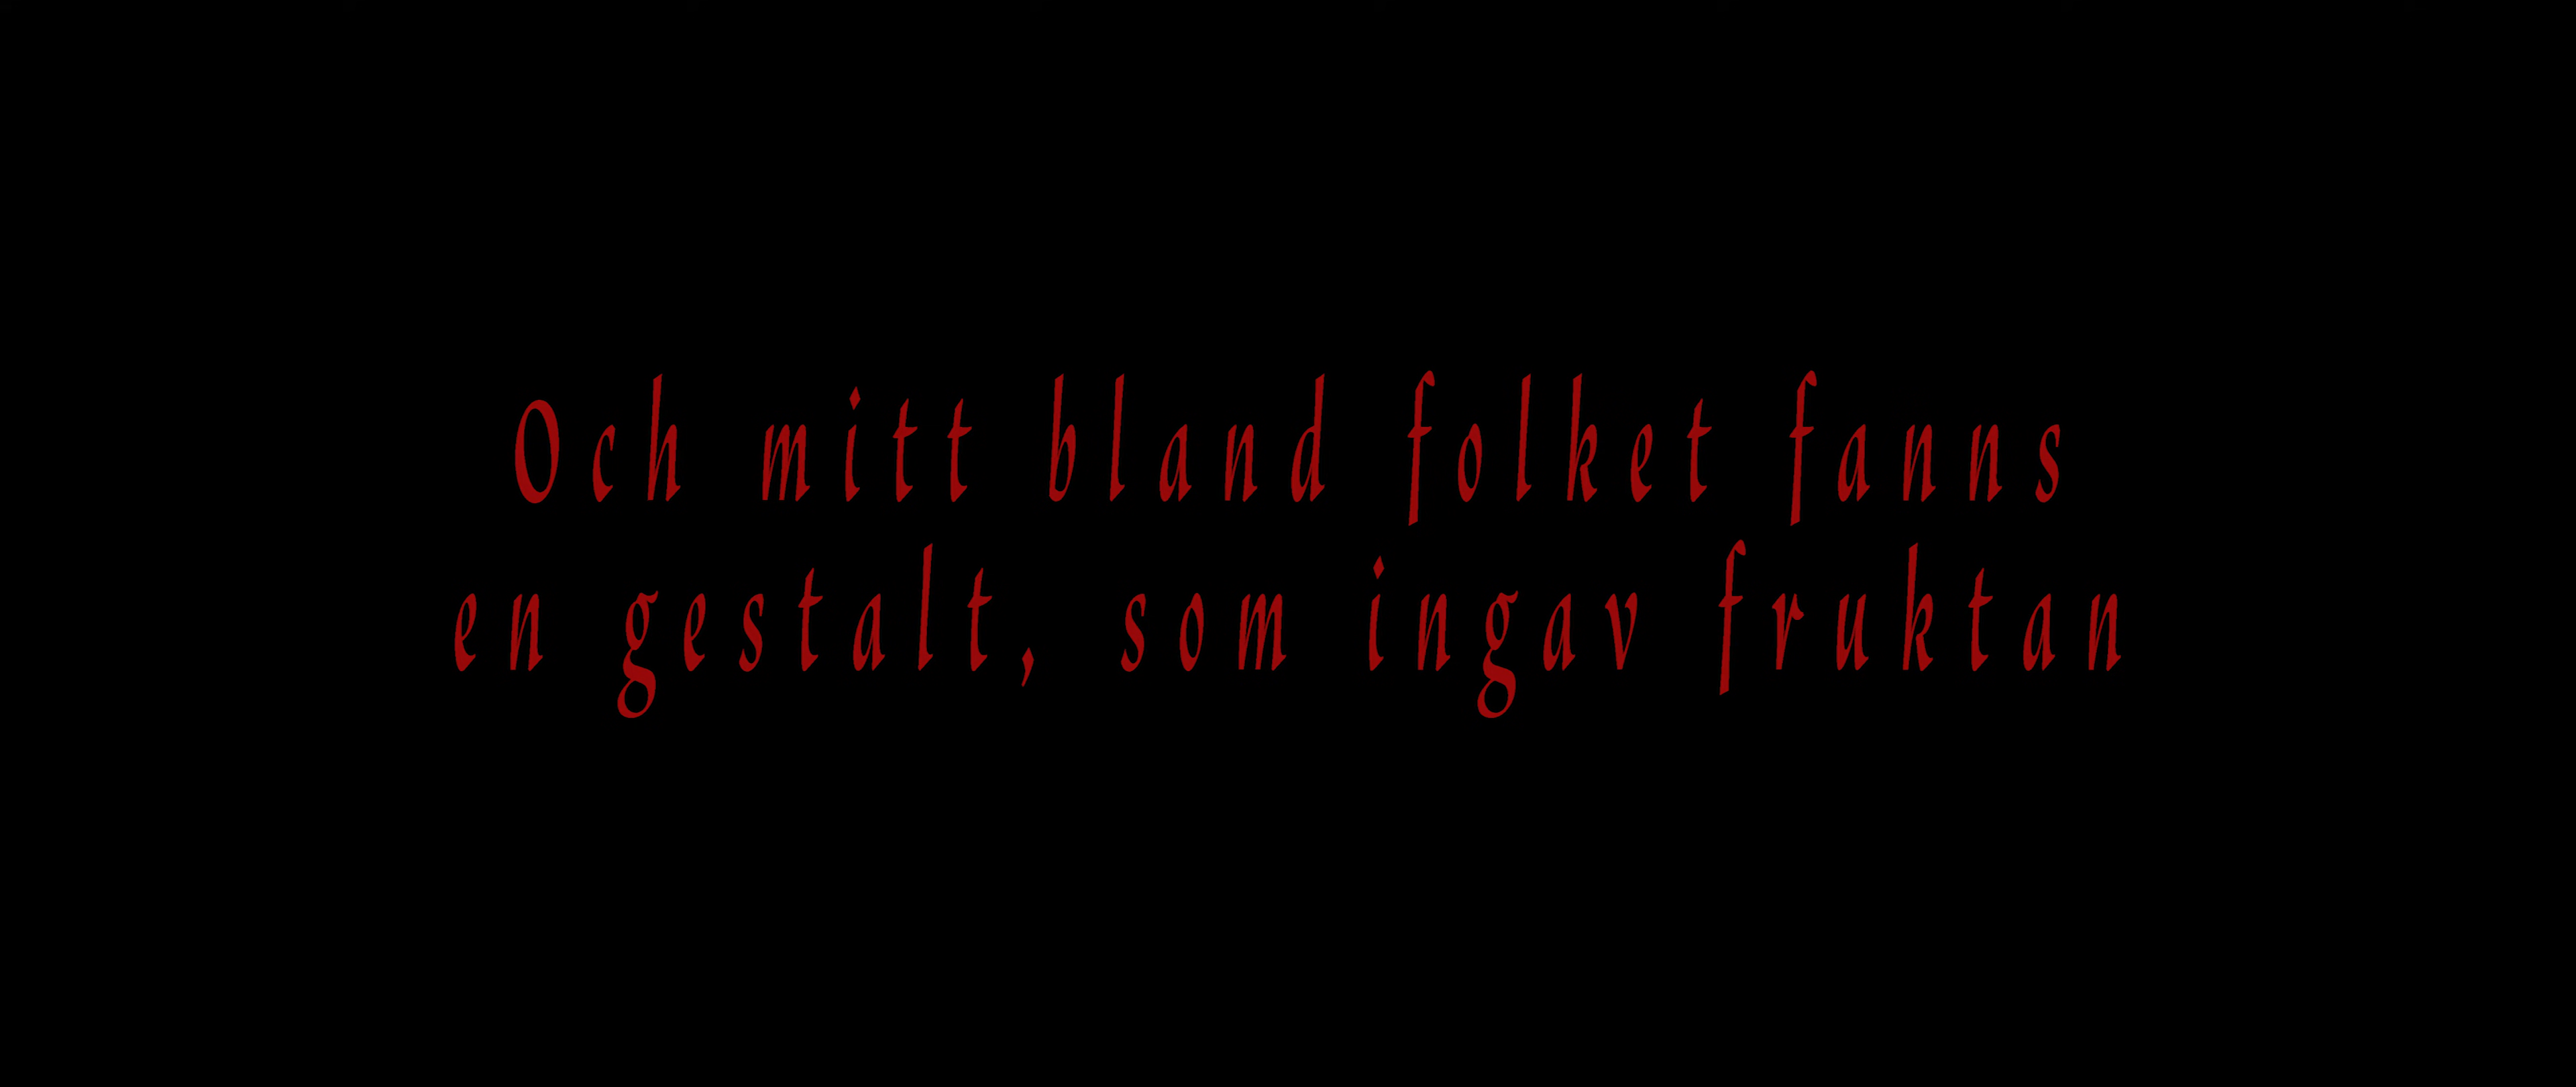 Och mitt bland folket fanns
en gestalt, som ingav fruktan